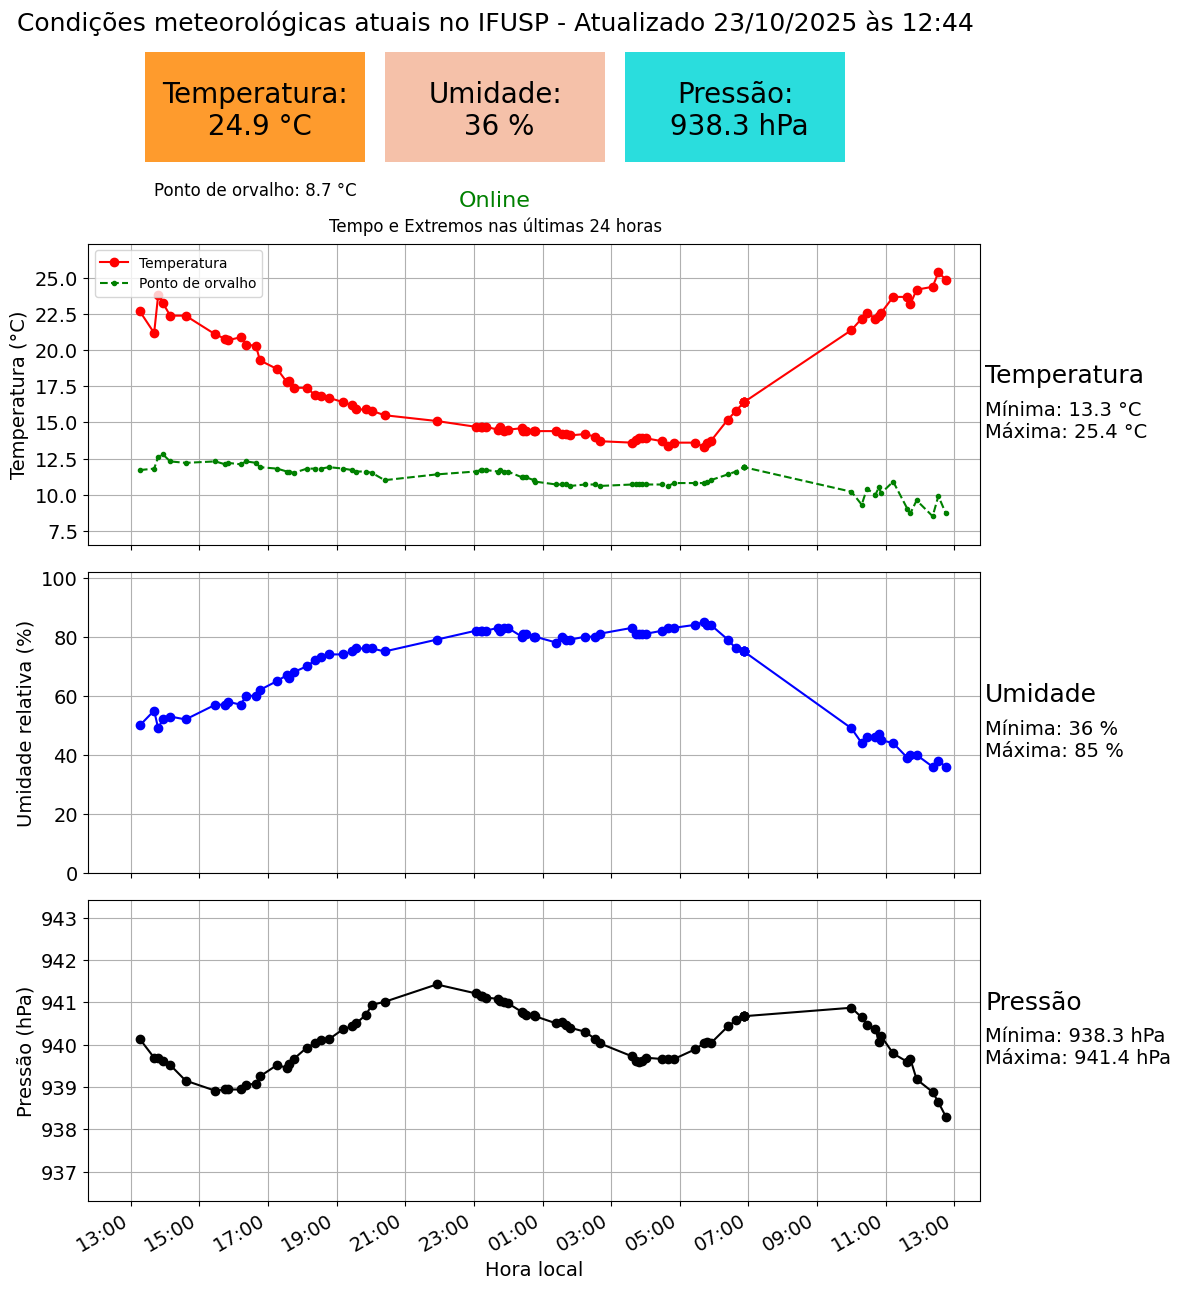 Condições meteorológicas atuais no IFUSP - Atualizado 23/10/2025 às 12:44
Temperatura:
24.9 °C
Umidade:
36 %
Pressão:
938.3 hPa
Ponto de orvalho: 8.7 °C
Online
Tempo e Extremos nas últimas 24 horas
Temperatura
Ponto de orvalho
Temperatura (°C)
25.0
22.5
20.0
17.5
15.0
12.5
10.0
7.5
Temperatura
Mínima: 13.3 °C
Máxima: 25.4 °C
Umidade relativa (%)
100
80
60
40
20
0
Umidade
Mínima: 36 %
Máxima: 85 %
Pressão (hPa)
943
942
941
940
939
938
937
Pressão
Mínima: 938.3 hPa
Máxima: 941.4 hPa
13:00 15:00 17:00 19:00 21:00 23:00 01:00 03:00 05:00 07:00 09:00 11:00 13:00
Hora local